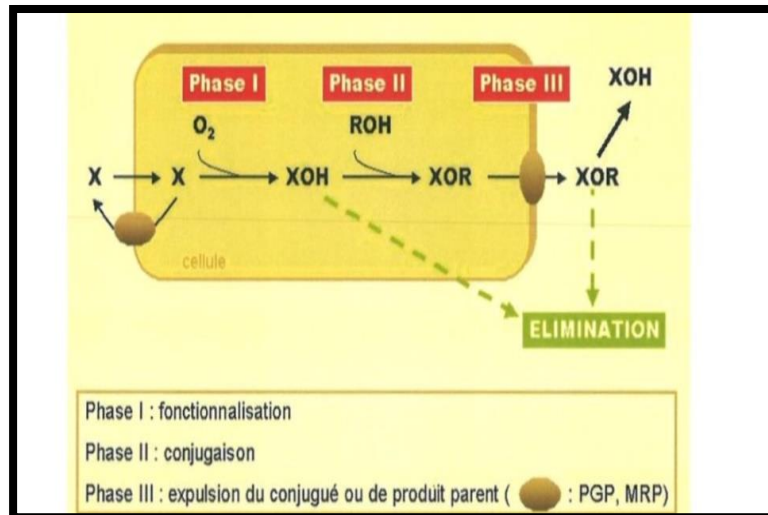 Phase I Phase II Phase III XOH
O₂ ROH
X X XOH XOR XOR
cellule
ELIMINATION
Phase I : fonctionnalisation
Phase II : conjugaison
Phase III : expulsion du conjugué ou de produit parent ( : PGP, MRP)